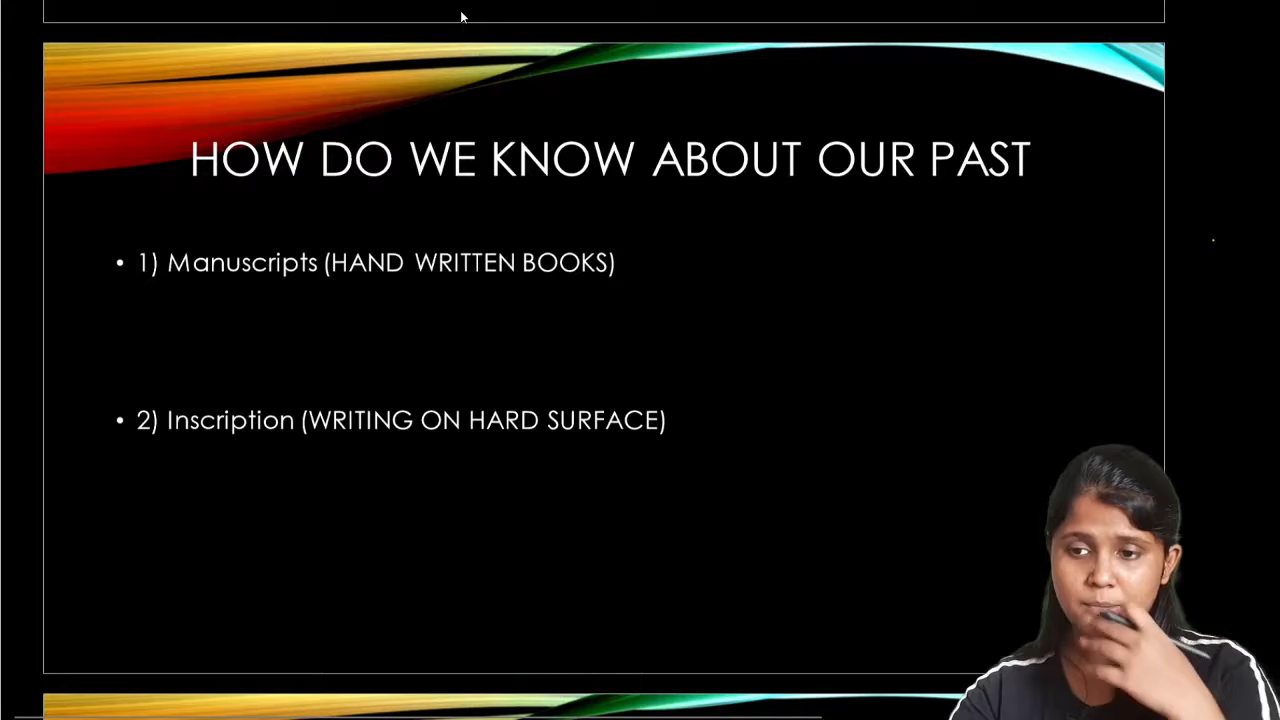 HOW DO WE KNOW ABOUT OUR PAST
• 1) Manuscripts (HAND WRITTEN BOOKS)
• 2) Inscription (WRITING ON HARD SURFACE)